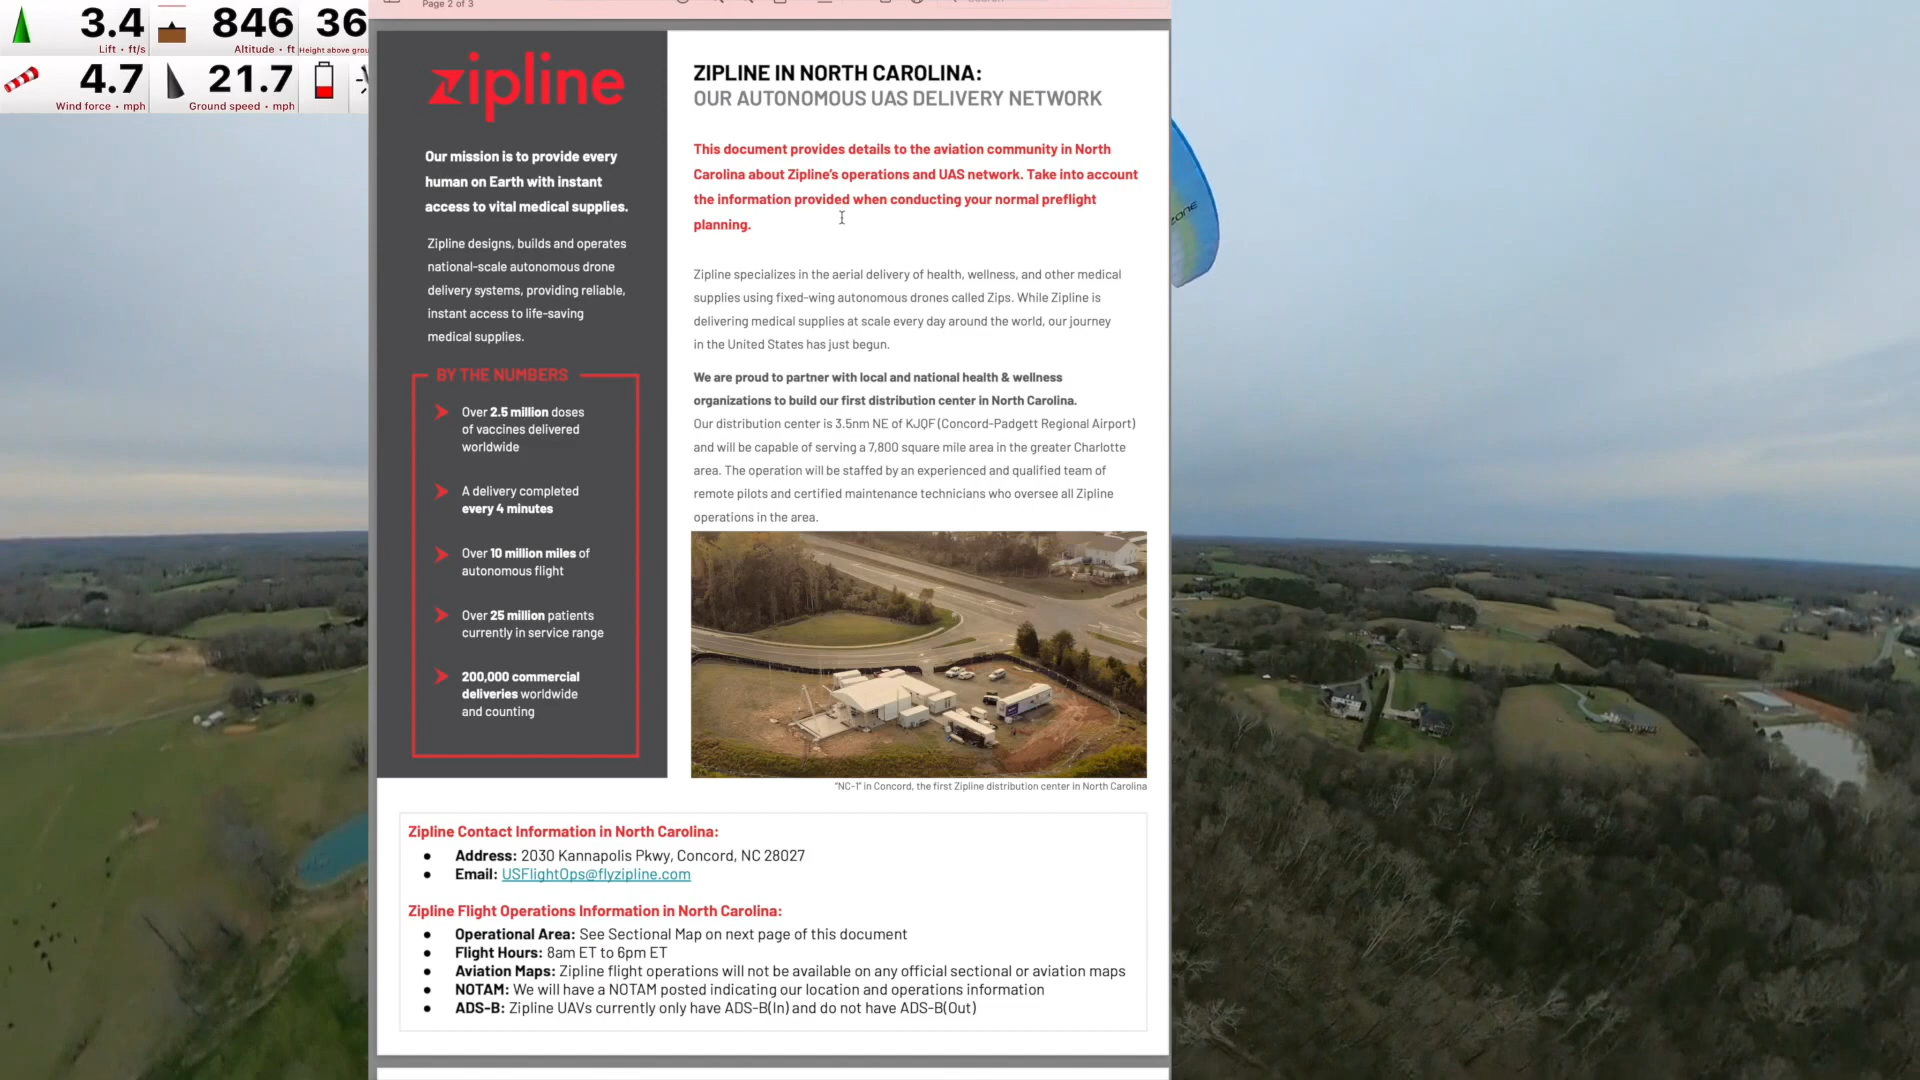 3.4
Lift • ft/s
846
Altitude • ft
36
Height above grou
4.7
Wind force • mph
21.7
Ground speed • mph
Page 2 of 3
zipline
Our mission is to provide every
human on Earth with instant
access to vital medical supplies.
Zipline designs, builds and operates
national-scale autonomous drone
delivery systems, providing reliable,
instant access to life-saving
medical supplies.
BY THE NUMBERS
Over 2.5 million doses
of vaccines delivered
worldwide
A delivery completed
every 4 minutes
Over 10 million miles of
autonomous flight
Over 25 million patients
currently in service range
200,000 commercial
deliveries worldwide
and counting
ZIPLINE IN NORTH CAROLINA:
OUR AUTONOMOUS UAS DELIVERY NETWORK
This document provides details to the aviation community in North
Carolina about Zipline's operations and UAS network. Take into account
the information provided when conducting your normal preflight
planning.
Zipline specializes in the aerial delivery of health, wellness, and other medical
supplies using fixed-wing autonomous drones called Zips. While Zipline is
delivering medical supplies at scale every day around the world, our journey
in the United States has just begun.
We are proud to partner with local and national health & wellness
organizations to build our first distribution center in North Carolina.
Our distribution center is 3.5nm NE of KJQF (Concord-Padgett Regional Airport)
and will be capable of serving a 7,800 square mile area in the greater Charlotte
area. The operation will be staffed by an experienced and qualified team of
remote pilots and certified maintenance technicians who oversee all Zipline
operations in the area.
"NC-1" in Concord, the first Zipline distribution center in North Carolina
Zipline Contact Information in North Carolina:
● Address: 2030 Kannapolis Pkwy, Concord, NC 28027
● Email: USFlightOps@flyzipline.com
Zipline Flight Operations Information in North Carolina:
● Operational Area: See Sectional Map on next page of this document
● Flight Hours: 8am ET to 6pm ET
● Aviation Maps: Zipline flight operations will not be available on any official sectional or aviation maps
● NOTAM: We will have a NOTAM posted indicating our location and operations information
● ADS-B: Zipline UAVs currently only have ADS-B(In) and do not have ADS-B(Out)